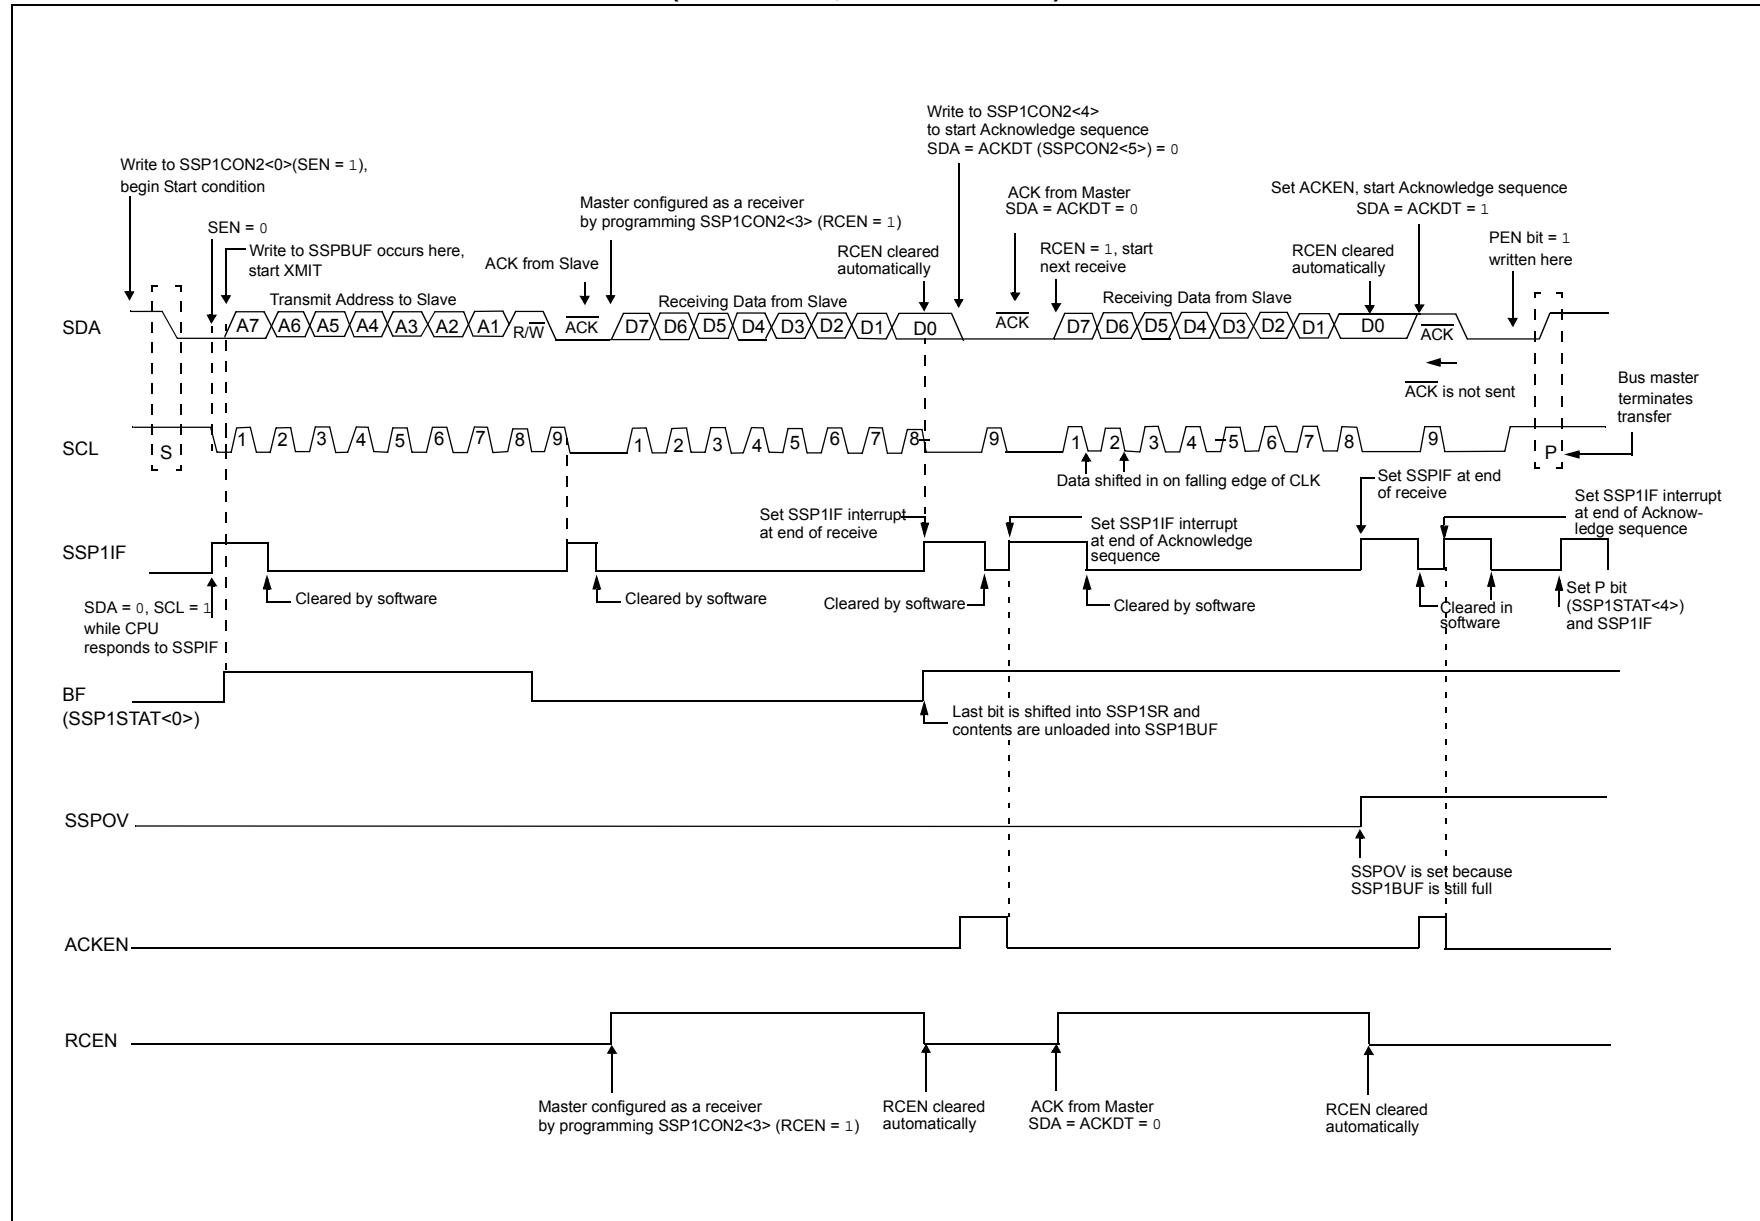 Write to SSP1CON2<4>
to start Acknowledge sequence
SDA = ACKDT (SSPCON2<5>) = 0
Write to SSP1CON2<0>(SEN = 1),
begin Start condition
SEN = 0
Write to SSPBUF occurs here,
start XMIT
ACK from Slave
Master configured as a receiver
by programming SSP1CON2<3> (RCEN = 1)
RCEN cleared
automatically
ACK from Master
SDA = ACKDT = 0
RCEN = 1, start
next receive
Set ACKEN, start Acknowledge sequence
SDA = ACKDT = 1
RCEN cleared
automatically
PEN bit = 1
written here
Transmit Address to Slave
Receiving Data from Slave
Receiving Data from Slave
SDA A7 A6 A5 A4 A3 A2 A1 R/W ACK D7 D6 D5 D4 D3 D2 D1 D0 ACK D7 D6 D5 D4 D3 D2 D1 D0 ACK
ACK is not sent
Bus master
terminates
transfer
SCL S 1 2 3 4 5 6 7 8 9 1 2 3 4 5 6 7 8 9 1 2 3 4 5 6 7 8 9 P
Data shifted in on falling edge of CLK
Set SSPIF at end
of receive
Set SSP1IF interrupt
at end of receive
Set SSP1IF interrupt
at end of Acknowledge
sequence
Set SSP1IF interrupt
at end of Acknow-
ledge sequence
SSP1IF
SDA = 0, SCL = 1
while CPU
responds to SSPIF
Cleared by software
Cleared by software
Cleared by software
Cleared by software
Cleared in
software
Set P bit
(SSP1STAT<4>)
and SSP1IF
BF
(SSP1STAT<0>)
Last bit is shifted into SSP1SR and
contents are unloaded into SSP1BUF
SSPOV
SSPOV is set because
SSP1BUF is still full
ACKEN
RCEN
Master configured as a receiver
by programming SSP1CON2<3> (RCEN = 1)
RCEN cleared
automatically
ACK from Master
SDA = ACKDT = 0
RCEN cleared
automatically